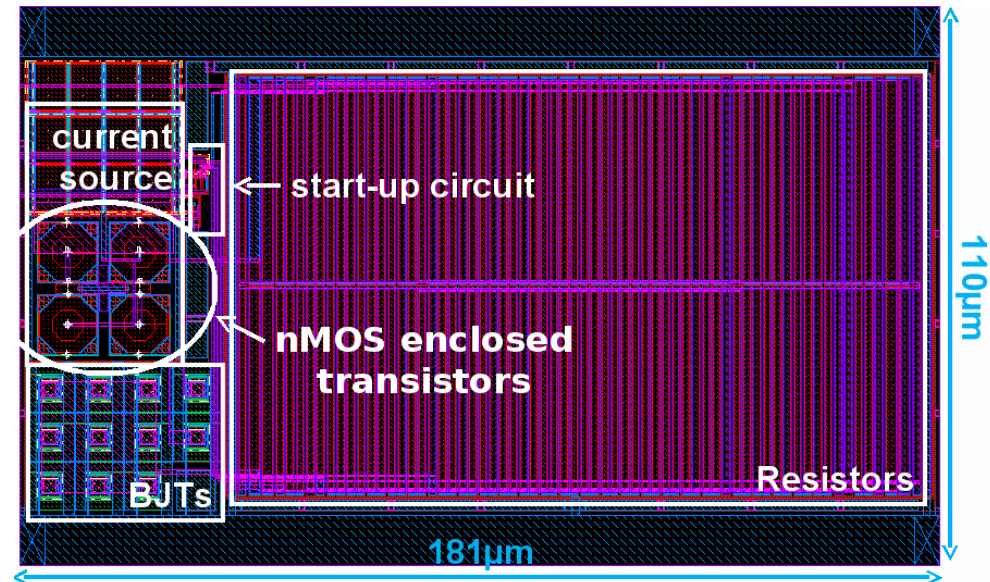 current
source
start-up circuit
110µm
nMOS enclosed
transistors
BJTs
Resistors
181µm